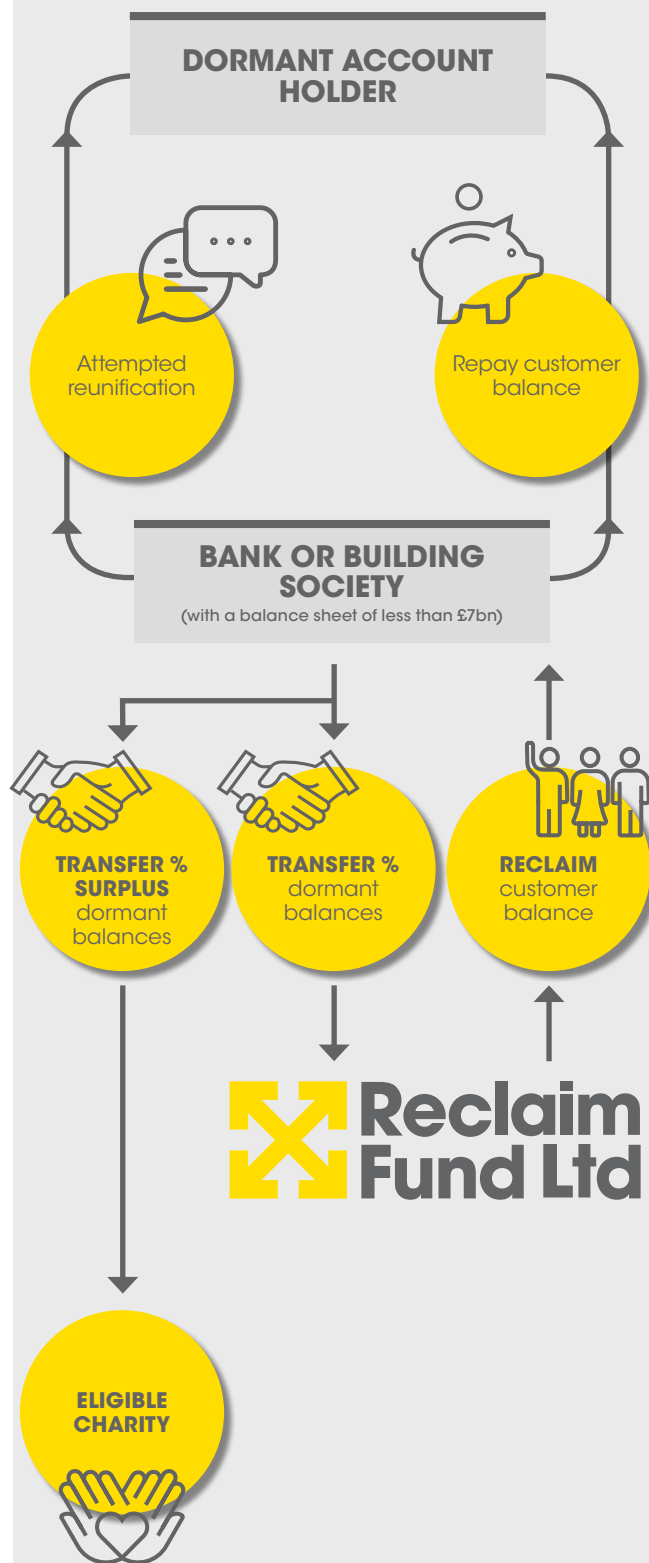 DORMANT ACCOUNT
HOLDER
Attempted
reunification
Repay customer
balance
BANK OR BUILDING
SOCIETY
(with a balance sheet of less than £7bn)
TRANSFER %
SURPLUS
dormant
balances
TRANSFER %
dormant
balances
RECLAIM
customer
balance
Reclaim
Fund Ltd
ELIGIBLE
CHARITY